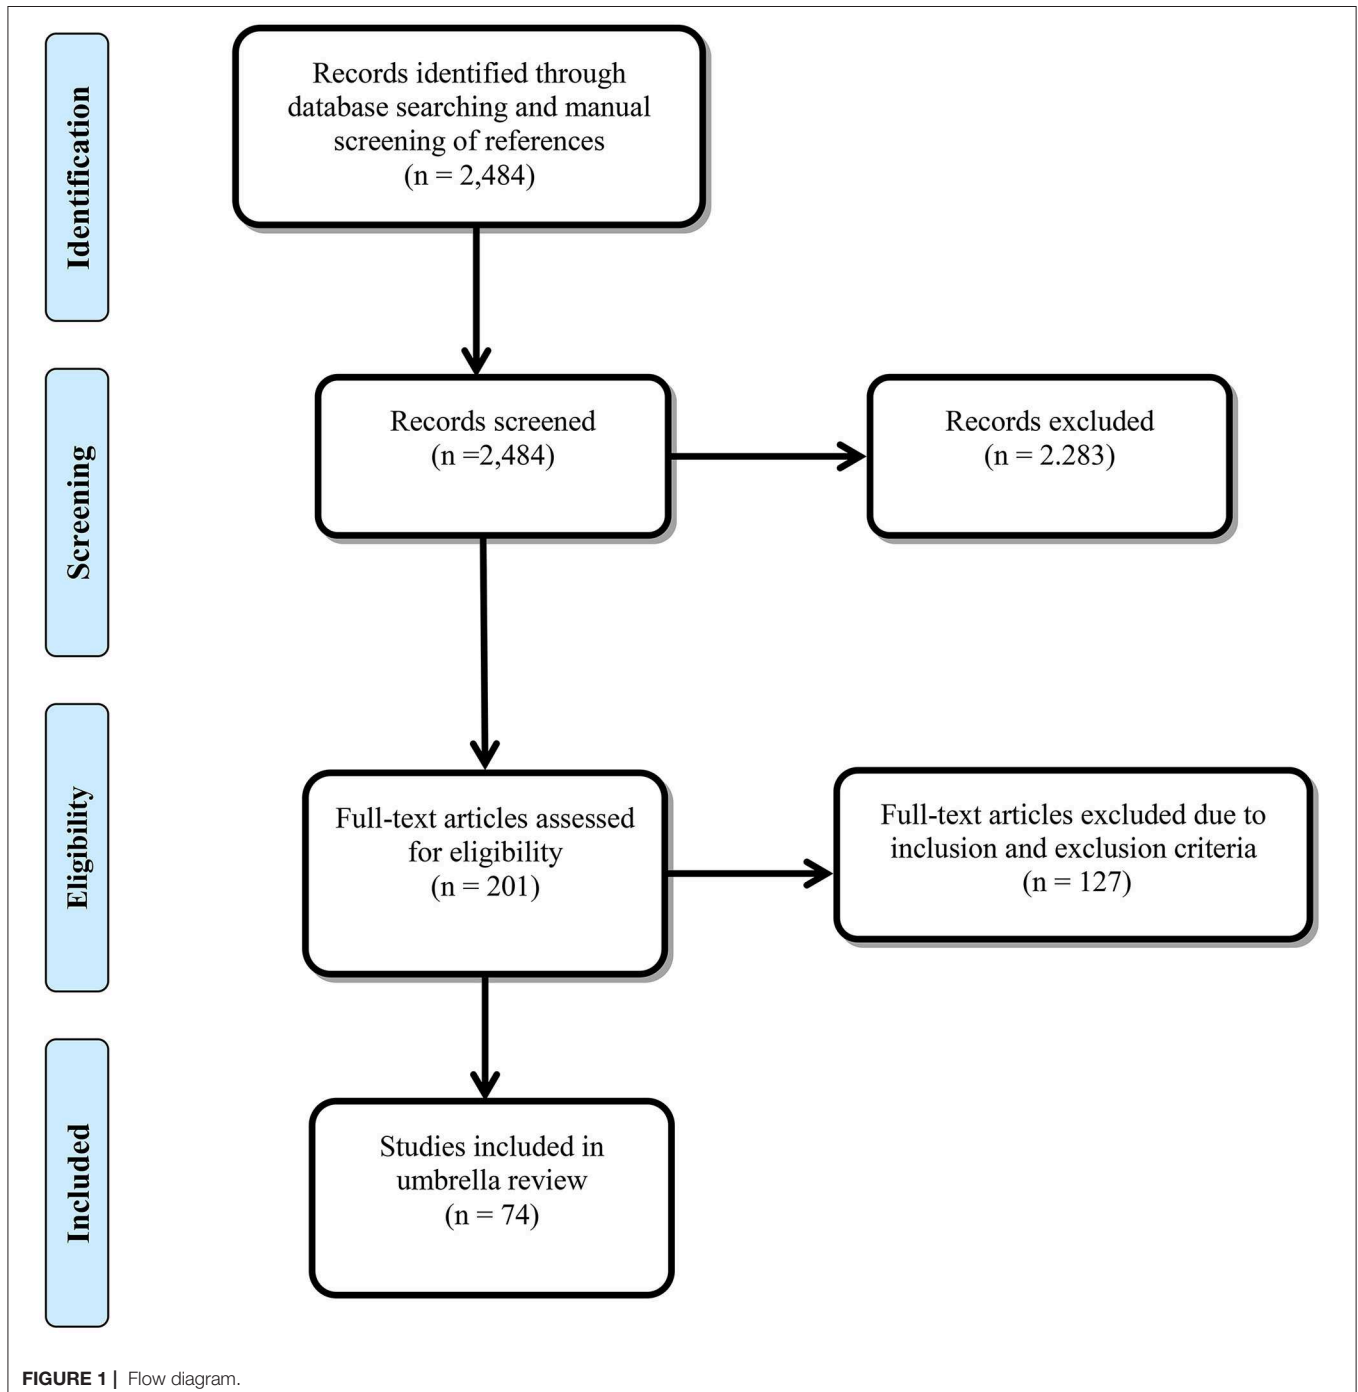 Identification
Records identified through
database searching and manual
screening of references
(n = 2,484)
Screening
Records screened
(n =2,484)
Records excluded
(n = 2.283)
Eligibility
Full-text articles assessed
for eligibility
(n = 201)
Full-text articles excluded due to
inclusion and exclusion criteria
(n = 127)
Included
Studies included in
umbrella review
(n = 74)
FIGURE 1 | Flow diagram.